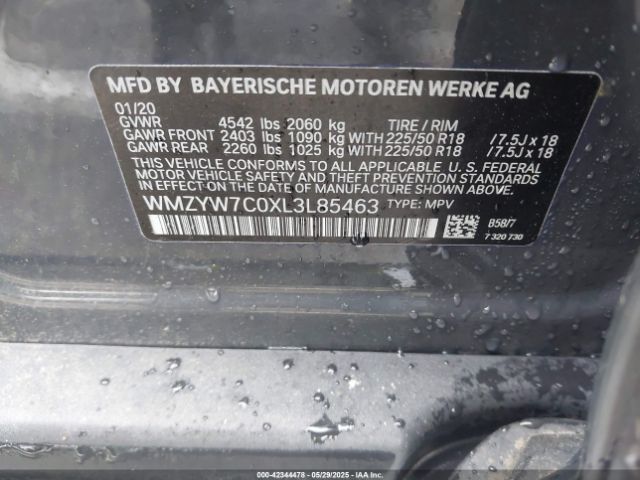 MFD BY BAYERISCHE MOTOREN WERKE AG
01/20
GVWR 4542 lbs 2060 kg TIRE / RIM
GAWR FRONT 2403 lbs 1090 kg WITH 225/50 R18 / 7.5J x 18
GAWR REAR 2260 lbs 1025 kg WITH 225/50 R18 / 7.5J x 18
THIS VEHICLE CONFORMS TO ALL APPLICABLE U. S. FEDERAL
MOTOR VEHICLE SAFETY AND THEFT PREVENTION STANDARDS
IN EFFECT ON THE DATE OF MANUFACTURE SHOWN ABOVE.
WMZYW7C0XL3L85463 TYPE: MPV
B5B/7
7 320 730
000-42344478 - 05/29/2025 - IAAI.COM